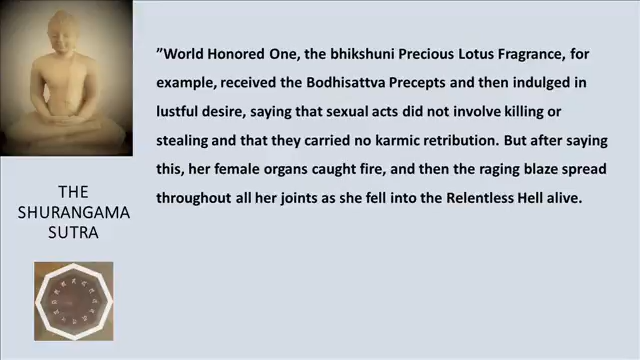 ”World Honored One, the bhikshuni Precious Lotus Fragrance, for
example, received the Bodhisattva Precepts and then indulged in
lustful desire, saying that sexual acts did not involve killing or
stealing and that they carried no karmic retribution. But after saying
this, her female organs caught fire, and then the raging blaze spread
throughout all her joints as she fell into the Relentless Hell alive.
THE
SHURANGAMA
SUTRA